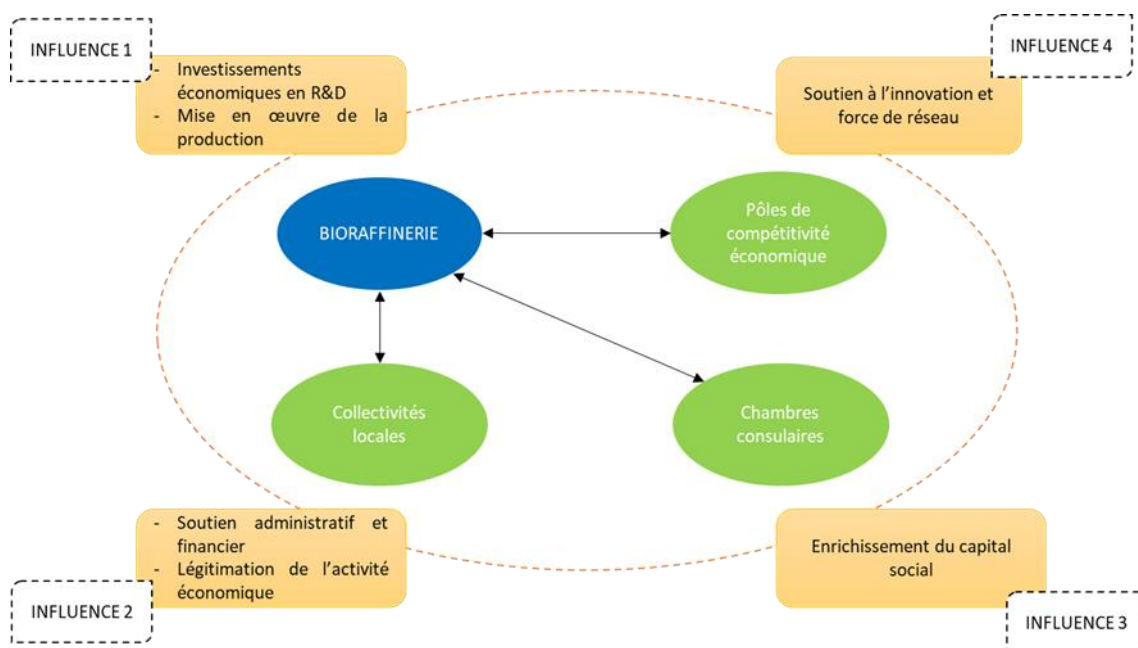 INFLUENCE 1
- Investissements
économiques en R&D
- Mise en œuvre de la
production
INFLUENCE 4
Soutien à l'innovation et
force de réseau
BIORAFFINERIE
Pôles de
compétitivité
économique
Collectivités
locales
Chambres
consulaires
- Soutien administratif et
financier
- Légitimation de l'activité
économique
INFLUENCE 2
Enrichissement du capital
social
INFLUENCE 3